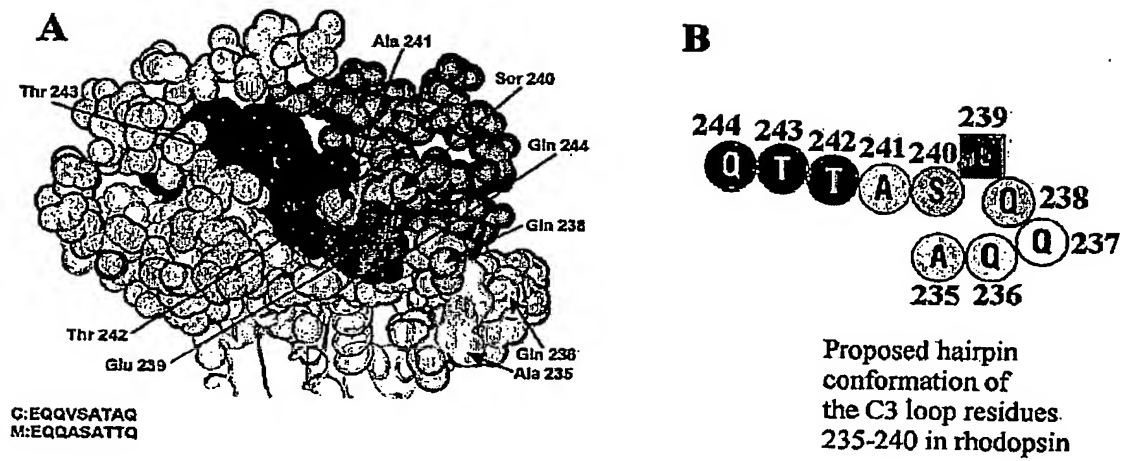 A
Ala 241
Ser 240
Thr 243
Gln 244
Gln 238
Thr 242
Glu 239
Gln 236
Ala 235
C:EQQVSATAQ
M:EQQASATTQ
B
239
244 243 242 241 240
Q T T A S
Q 238
Q 237
A Q
235 236
Proposed hairpin
conformation of
the C3 loop residues
235-240 in rhodopsin